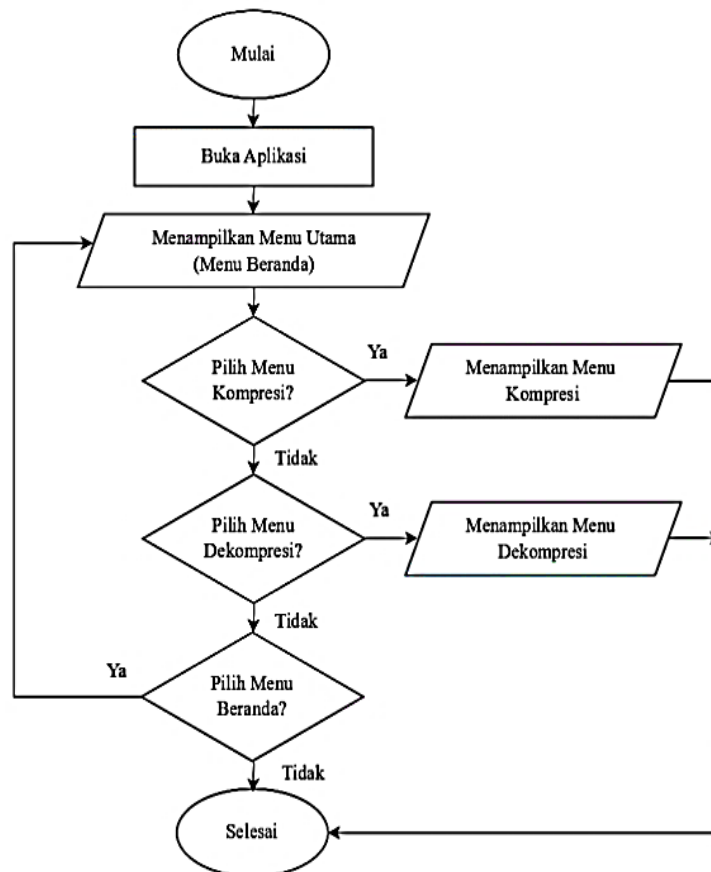 Mulai
Buka Aplikasi
Menampilkan Menu Utama
(Menu Beranda)
Pilih Menu
Kompresi?
Ya
Menampilkan Menu
Kompresi
Tidak
Pilih Menu
Dekompresi?
Ya
Menampilkan Menu
Dekompresi
Tidak
Ya
Pilih Menu
Beranda?
Tidak
Selesai